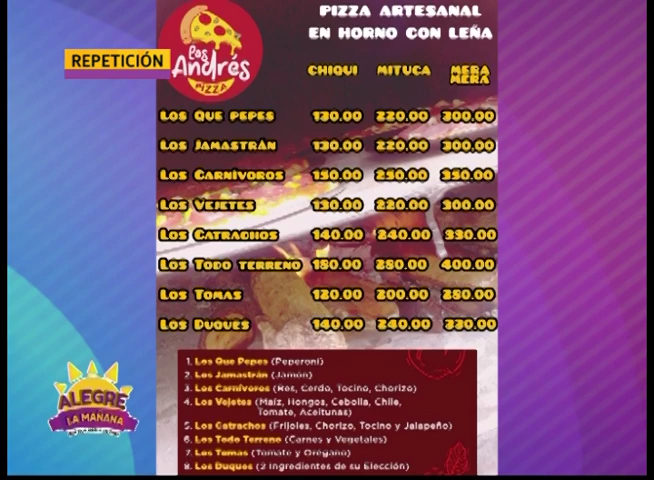 PIZZA ARTESANAL
EN HORNO CON LEÑA
REPETICIÓN
Los Andrés
PIZZA
CHIQUI MITUCA MERA MERA
LOS QUE PEPES 130.00 220.00 300.00
LOS JAMASTRÁN 130.00 220.00 300.00
LOS CARNÍVOROS 150.00 250.00 350.00
LOS VEJETES 130.00 220.00 300.00
LOS CATRACHOS 140.00 240.00 330.00
LOS TODO TERRENO 180.00 280.00 400.00
LOS TOMAS 120.00 200.00 280.00
LOS DUQUES 140.00 240.00 330.00
1. Los Que Pepes (Peperoni)
2. Los Jamastrán (Jamón)
3. Los Carníveros (Res, Cerdo, Tocino, Chorizo)
4. Los Vejetes (Maíz, Hongos, Cebolla, Chile,
Tomate, Aceitunas)
5. Los Catrachos (Frijoles, Chorizo, Tocino y Jalapeño)
6. Los Todo Terreno (Carnes y Vegetales)
7. Los Tomas (Tomate y Orégano)
8. Los Duques (2 Ingredientes de su Elección)
ALEGRE
LA MAÑANA